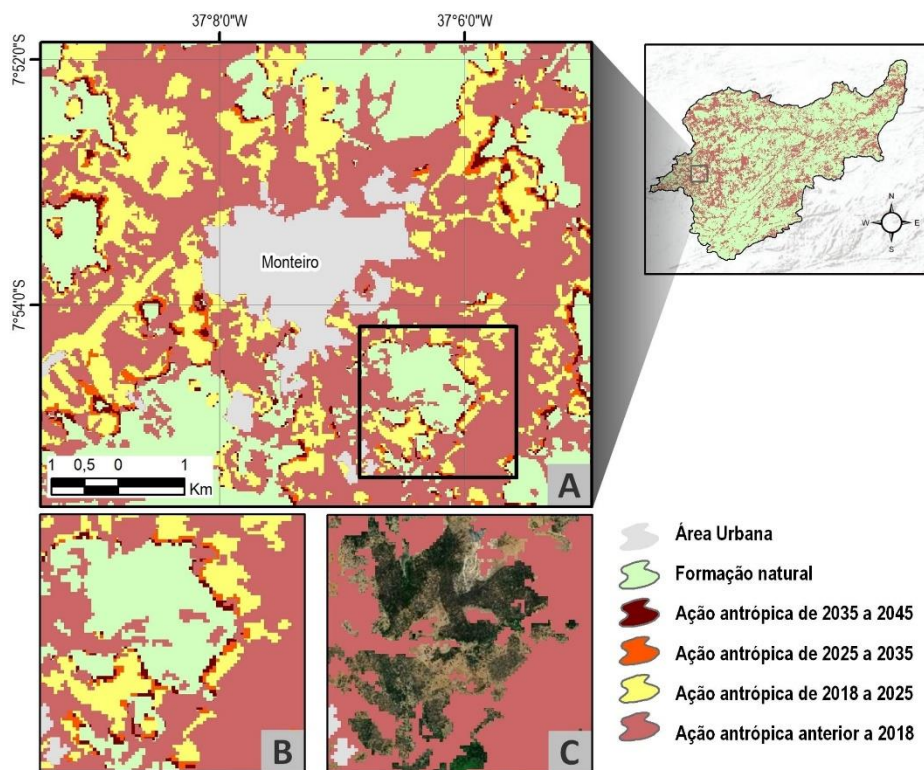 37°8'0"W
37°6'0"W
7°52'0"S
7°54'0"S
Monteiro
1 0,5 0 1
Km
A
N
W E
S
B
C
Área Urbana
Formação natural
Ação antrópica de 2035 a 2045
Ação antrópica de 2025 a 2035
Ação antrópica de 2018 a 2025
Ação antrópica anterior a 2018